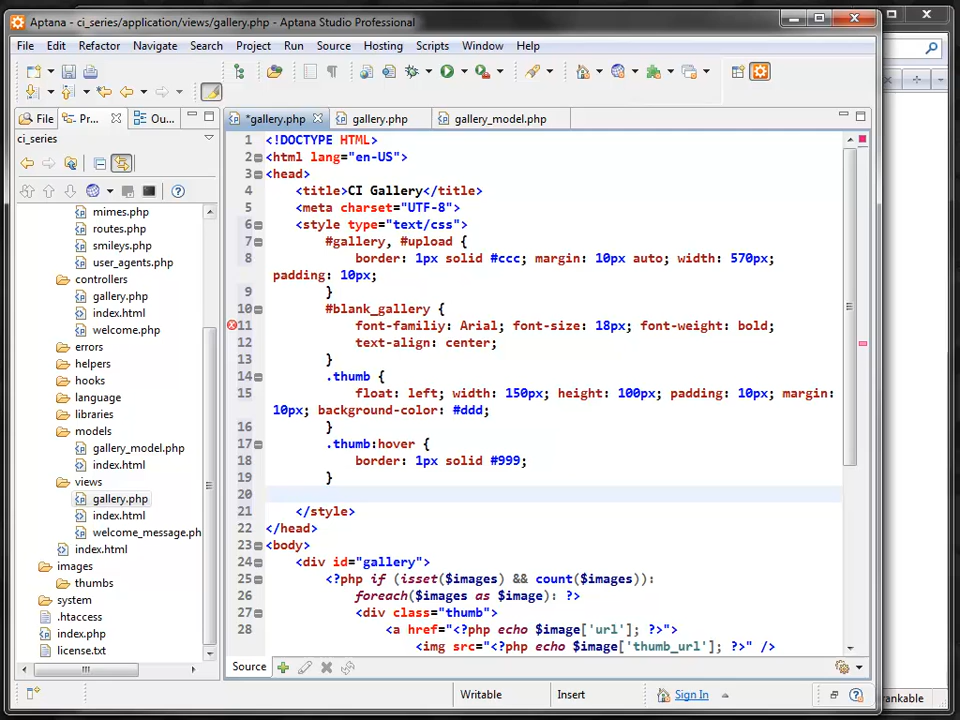 Aptana - ci_series/application/views/gallery.php - Aptana Studio Professional
File Edit Refactor Navigate Search Project Run Source Hosting Scripts Window Help
File Pr... Ou...
*gallery.php gallery.php gallery_model.php
ci_series
mimes.php
routes.php
smileys.php
user_agents.php
controllers
gallery.php
index.html
welcome.php
errors
helpers
hooks
language
libraries
models
gallery_model.php
index.html
views
gallery.php
index.html
welcome_message.ph
index.html
images
thumbs
system
.htaccess
index.php
license.txt
1 <!DOCTYPE HTML>
2 <html lang="en-US">
3 <head>
4 <title>CI Gallery</title>
5 <meta charset="UTF-8">
6 <style type="text/css">
7 #gallery, #upload {
8 border: 1px solid #ccc; margin: 10px auto; width: 570px;
padding: 10px;
9 }
10 #blank_gallery {
11 font-familiy: Arial; font-size: 18px; font-weight: bold;
12 text-align: center;
13 }
14 .thumb {
15 float: left; width: 150px; height: 100px; padding: 10px; margin:
10px; background-color: #ddd;
16 }
17 .thumb:hover {
18 border: 1px solid #999;
19 }
20
21 </style>
22 </head>
23 <body>
24 <div id="gallery">
25 <?php if (isset($images) && count($images)):
26 foreach($images as $image): ?>
27 <div class="thumb">
28 <a href="<?php echo $image['url']; ?>">
<img src="<?php echo $image['thumb_url']; ?>" />
Source
Writable Insert Sign In
rankable